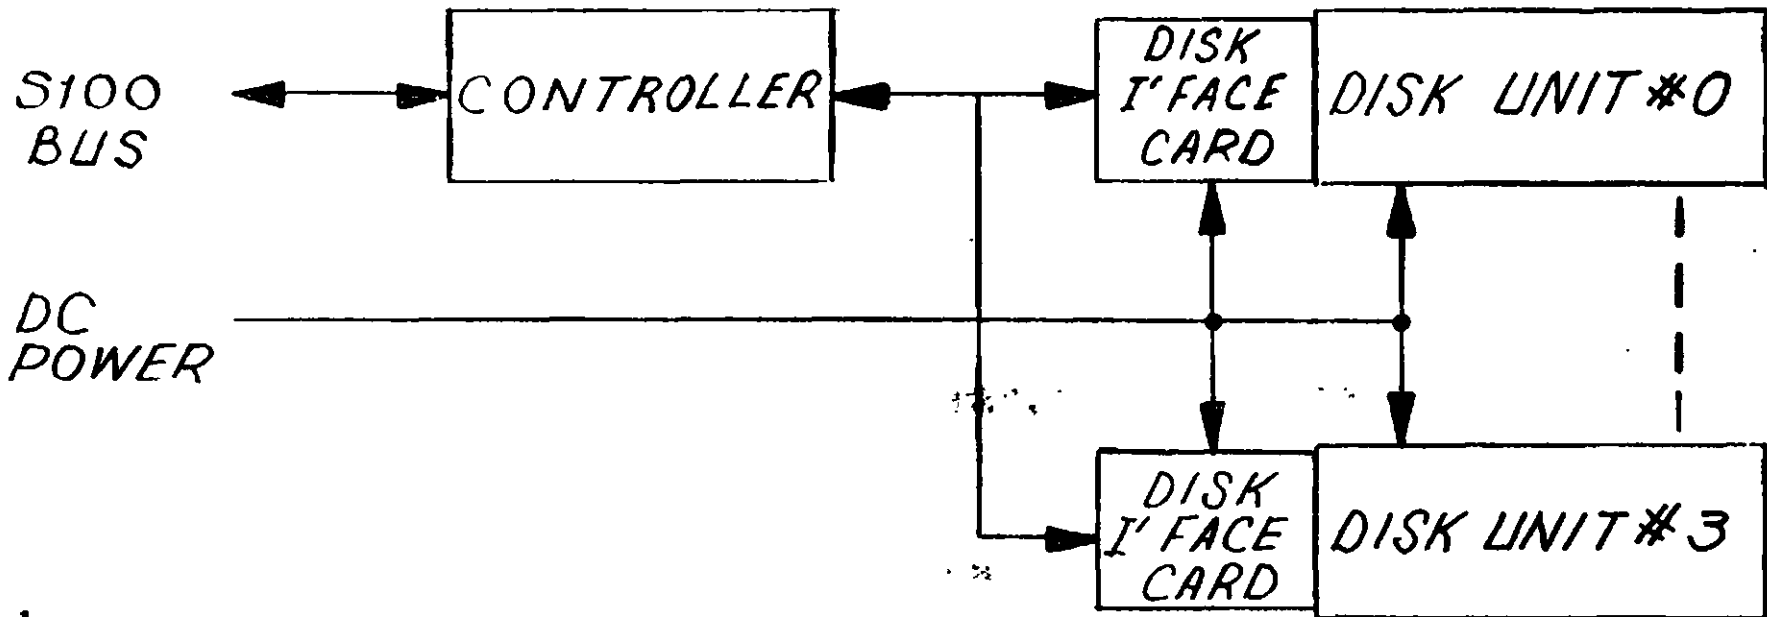 S100
BUS
CONTROLLER
DISK
I'FACE
CARD
DISK UNIT #0
DC
POWER
DISK
I'FACE
CARD
DISK UNIT #3